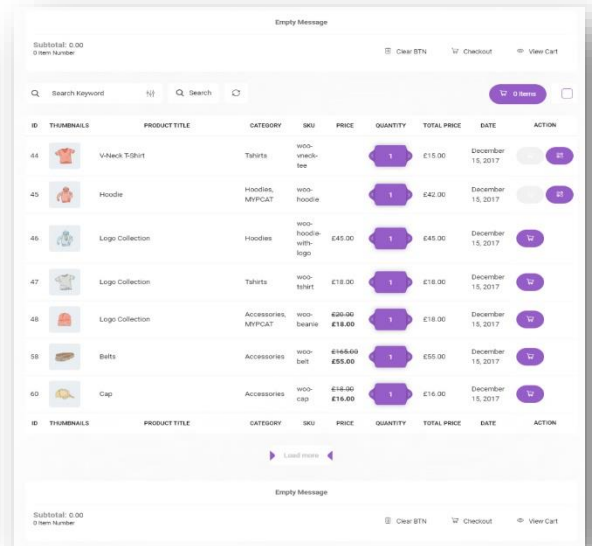 Empty Message
Subtotal: 0.00
0 Item Number
Clear BTN Checkout View Cart
Search Keyword Search 0 Items
ID THUMBNAILS PRODUCT TITLE CATEGORY SKU PRICE QUANTITY TOTAL PRICE DATE ACTION
44 V-Neck T-Shirt Tshirts woo-vneck-tee 1 £15.00 December 15, 2017
45 Hoodie Hoodies, MYPCAT woo-hoodie 1 £42.00 December 15, 2017
46 Logo Collection Hoodies woo-hoodie-with-logo £45.00 1 £45.00 December 15, 2017
47 Logo Collection Tshirts woo-tshirt £18.00 1 £18.00 December 15, 2017
48 Logo Collection Accessories, MYPCAT woo-beanie £20.00 £18.00 1 £18.00 December 15, 2017
58 Belts Accessories woo-belt £165.00 £55.00 1 £55.00 December 15, 2017
60 Cap Accessories woo-cap £18.00 £16.00 1 £16.00 December 15, 2017
ID THUMBNAILS PRODUCT TITLE CATEGORY SKU PRICE QUANTITY TOTAL PRICE DATE ACTION
Load more
Empty Message
Subtotal: 0.00
0 Item Number
Clear BTN Checkout View Cart